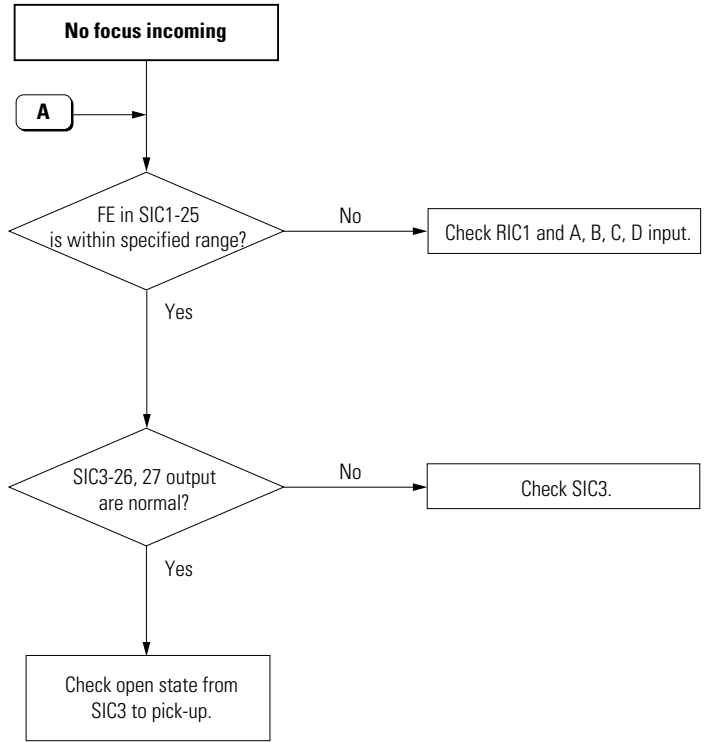 No focus incoming
A
FE in SIC1-25
is within specified range?
No
Check RIC1 and A, B, C, D input.
Yes
SIC3-26, 27 output
are normal?
No
Check SIC3.
Yes
Check open state from
SIC3 to pick-up.